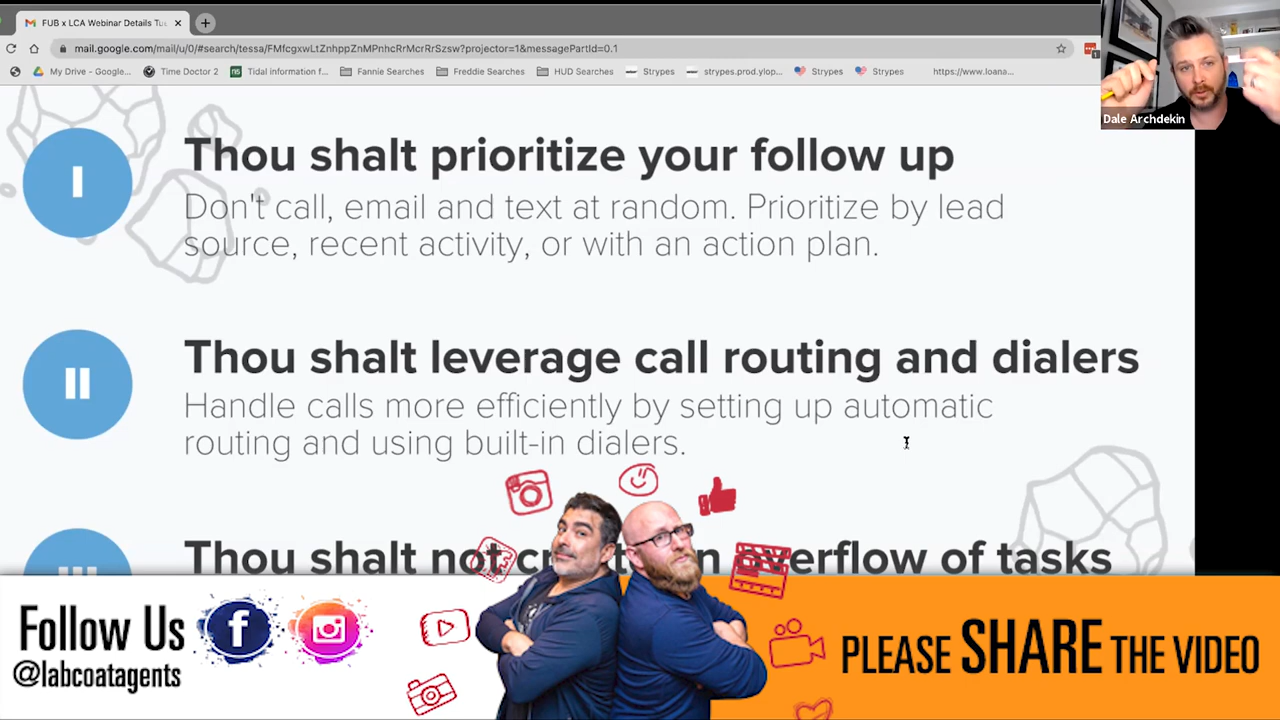 FUB x LCA Webinar Details Tue
mail.google.com/mail/u/0/#search/tessa/FMfcgxwLtZnhppZnMPnhcRrMcrRrSzsw?projector=1&messagePartId=0.1
My Drive - Google... Time Doctor 2 Tidal information f... Fannie Searches Freddie Searches HUD Searches Strypes strypes.prod.ylop... Strypes Strypes https://www.loana...
Dale Archdekin
I
Thou shalt prioritize your follow up
Don't call, email and text at random. Prioritize by lead
source, recent activity, or with an action plan.
II
Thou shalt leverage call routing and dialers
Handle calls more efficiently by setting up automatic
routing and using built-in dialers.
III
Thou shalt not overflow of tasks
Follow Us
@labcoatagents
PLEASE SHARE THE VIDEO